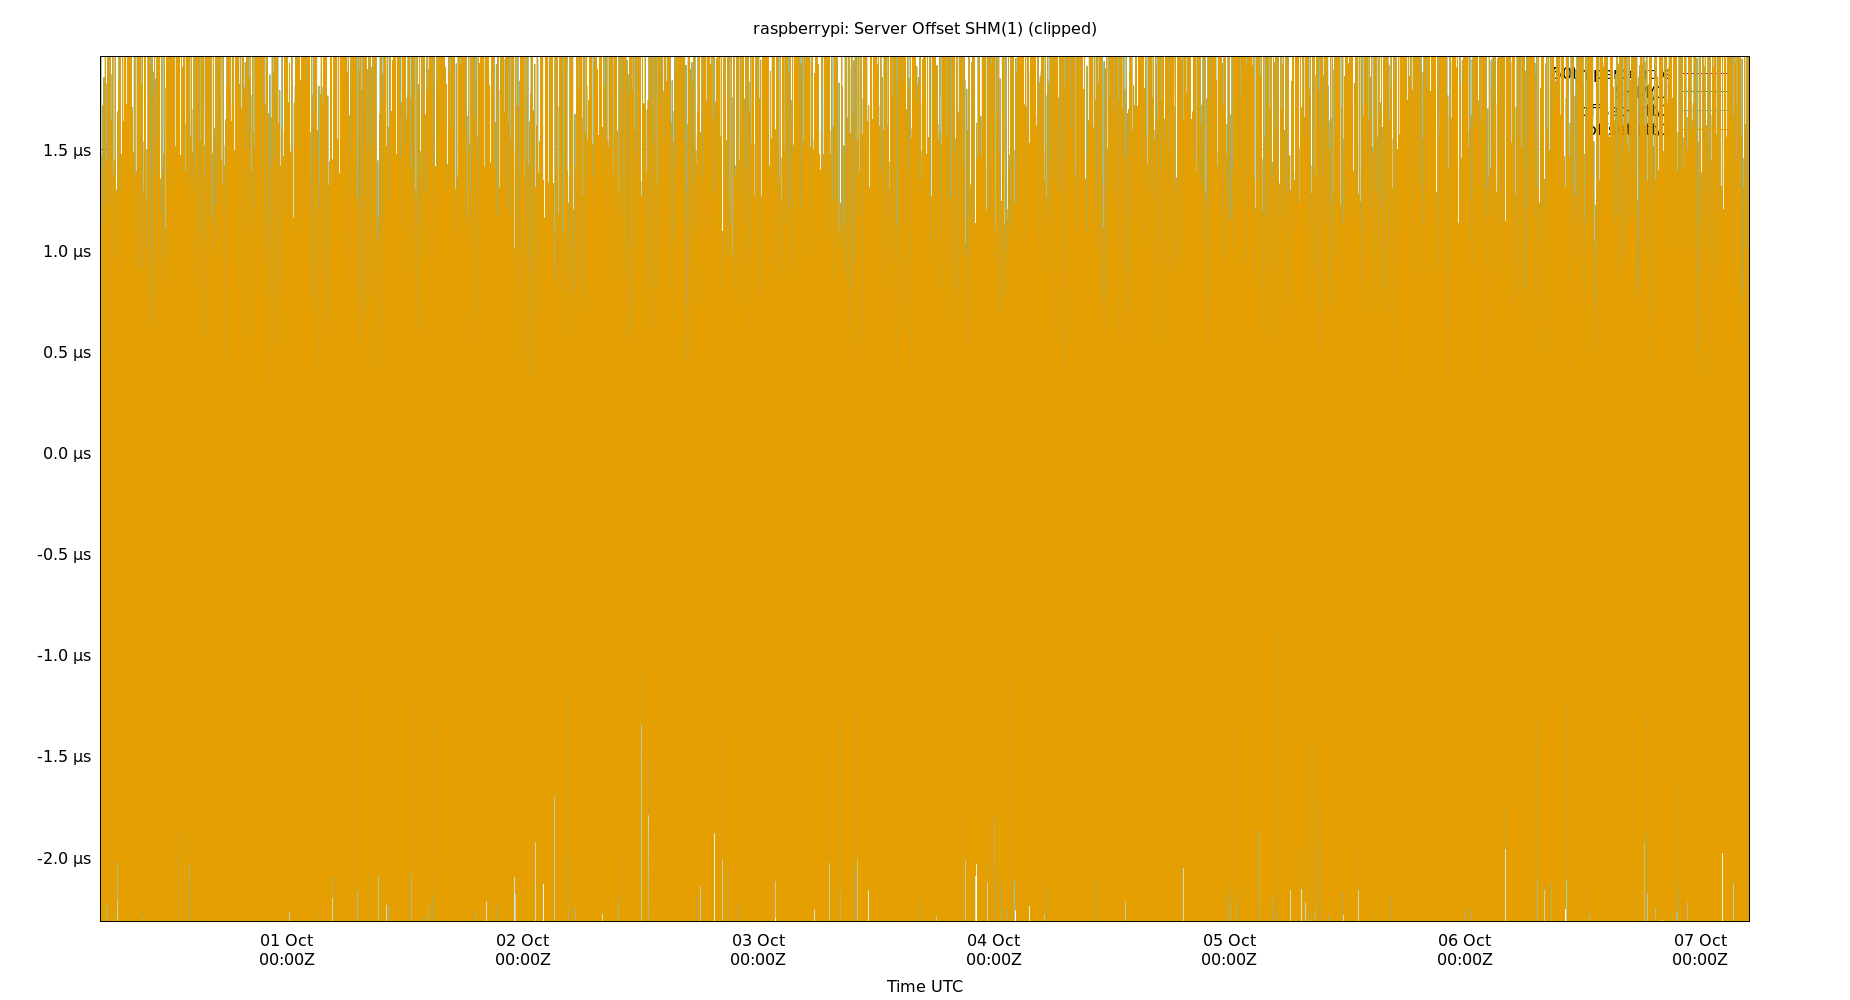 raspberrypi: Server Offset SHM(1) (clipped)
1.5 µs
1.0 µs
0.5 µs
0.0 µs
-0.5 µs
-1.0 µs
-1.5 µs
-2.0 µs
01 Oct 02 Oct 03 Oct 04 Oct 05 Oct 06 Oct 07 Oct
00:00Z 00:00Z 00:00Z 00:00Z 00:00Z 00:00Z 00:00Z
Time UTC